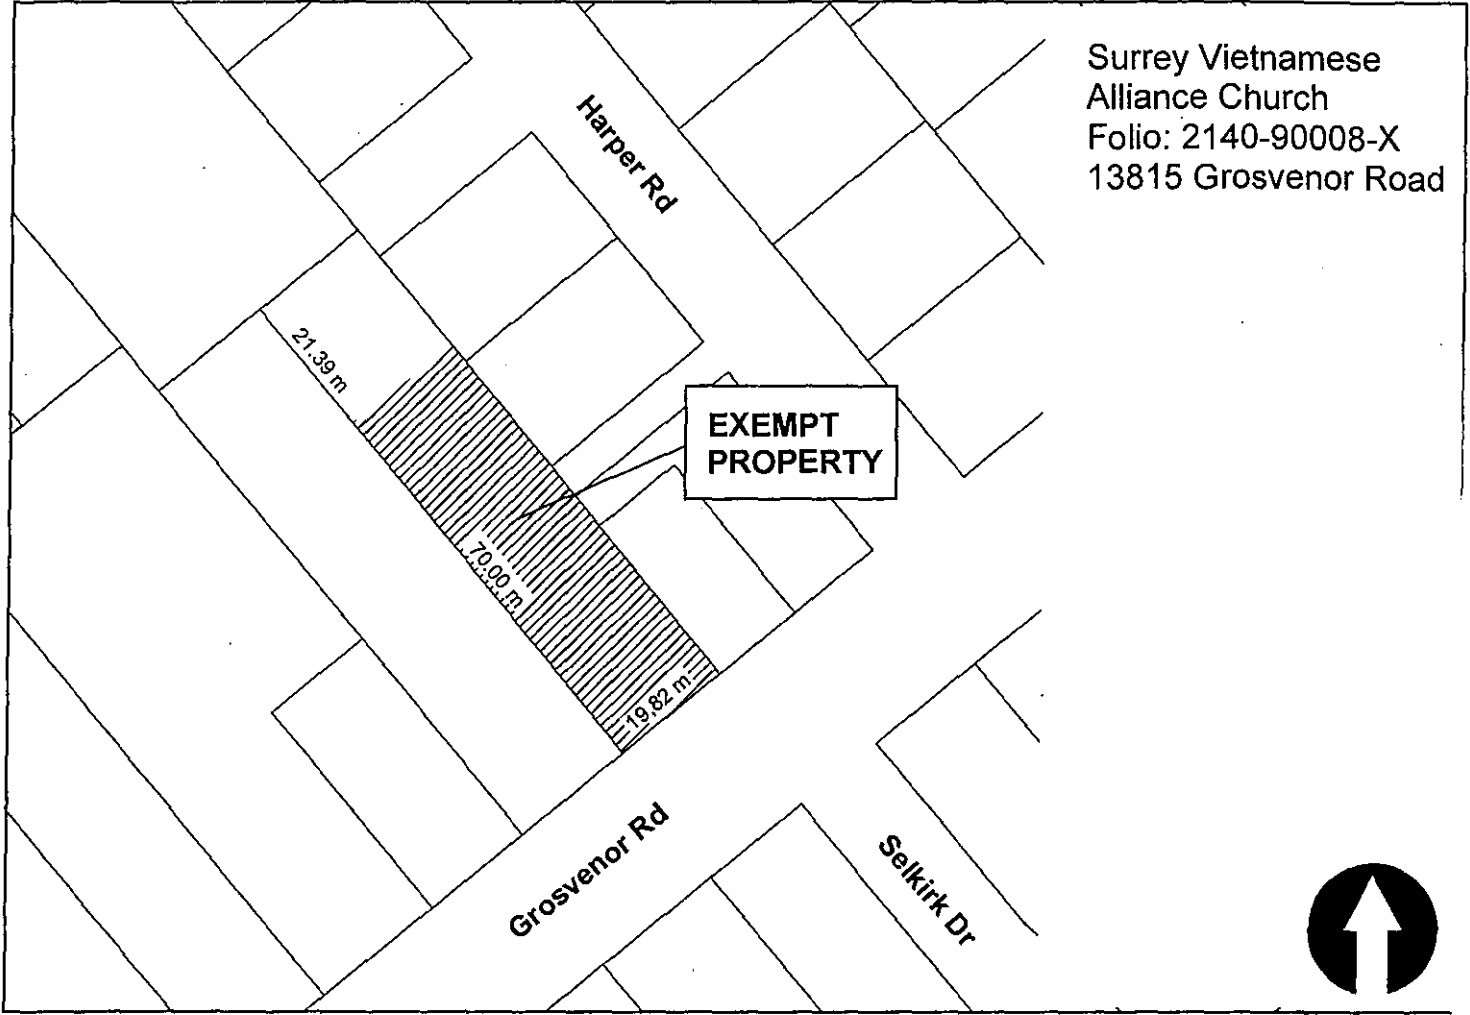 Surrey Vietnamese
Alliance Church
Folio: 2140-90008-X
13815 Grosvenor Road
Harper Rd
21.39 m
EXEMPT
PROPERTY
70.00 m
19,82 m
Grosvenor Rd
Selkirk Dr